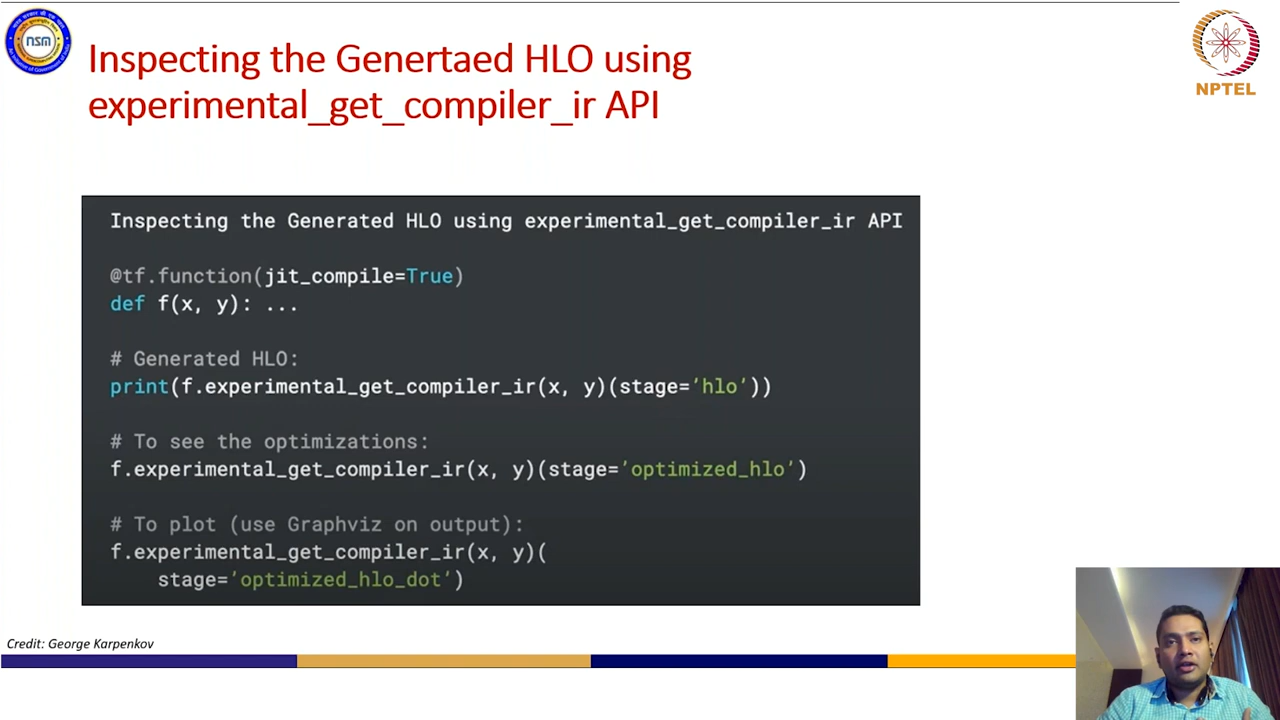 nsm
NPTEL
Inspecting the Genertaed HLO using
experimental_get_compiler_ir API
Inspecting the Generated HLO using experimental_get_compiler_ir API
@tf.function(jit_compile=True)
def f(x, y): ...
# Generated HLO:
print(f.experimental_get_compiler_ir(x, y)(stage='hlo'))
# To see the optimizations:
f.experimental_get_compiler_ir(x, y)(stage='optimized_hlo')
# To plot (use Graphviz on output):
f.experimental_get_compiler_ir(x, y)(
stage='optimized_hlo_dot')
Credit: George Karpenkov